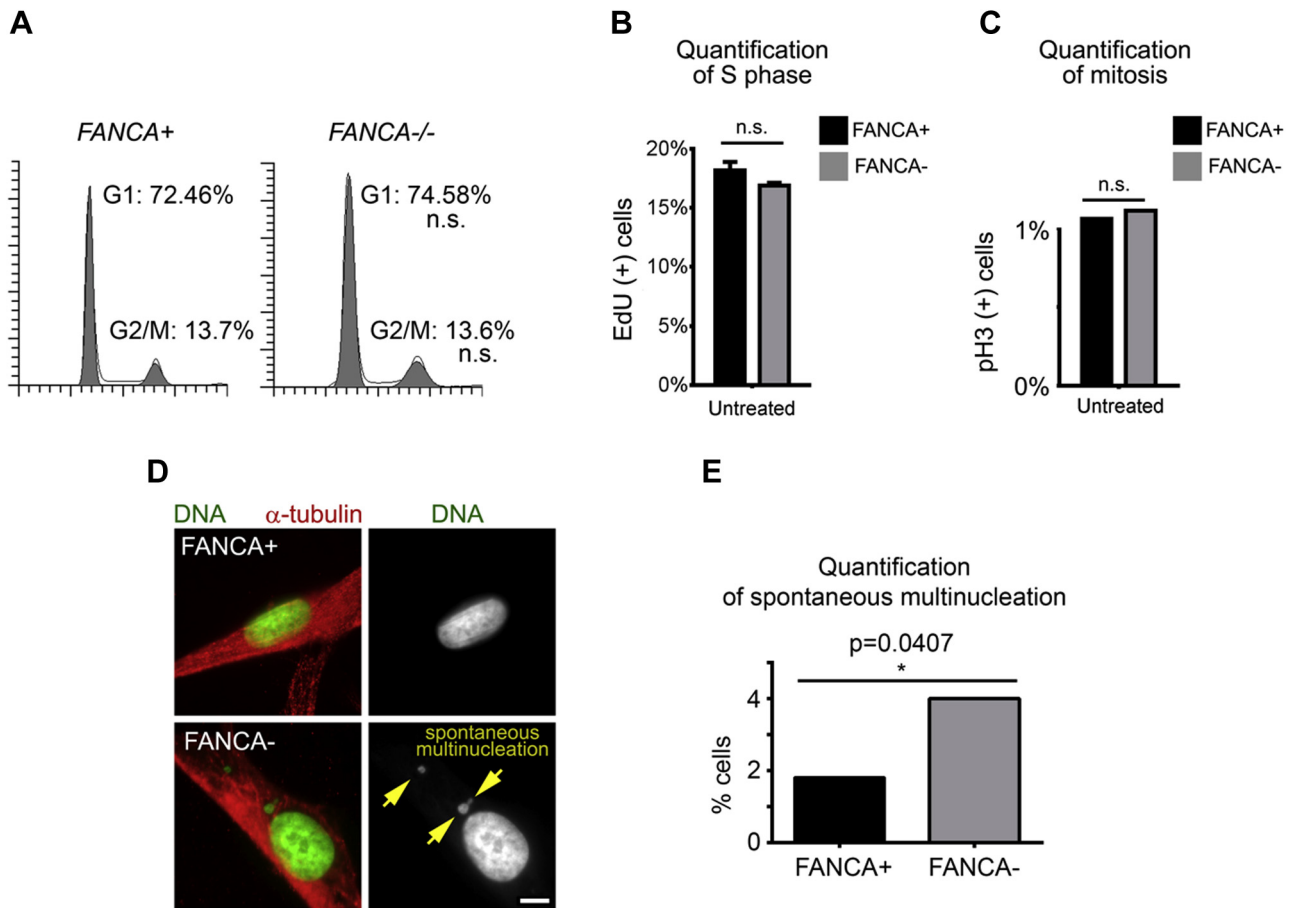 A
FANCA+
FANCA-/-
G1: 72.46%
G1: 74.58%
n.s.
G2/M: 13.7%
G2/M: 13.6%
n.s.
B
Quantification
of S phase
n.s.
FANCA+
FANCA-
20%
15%
10%
5%
0%
EdU (+) cells
Untreated
C
Quantification
of mitosis
FANCA+
FANCA-
n.s.
1%
0%
pH3 (+) cells
Untreated
D
DNA α-tubulin
DNA
FANCA+
FANCA-
spontaneous
multinucleation
E
Quantification
of spontaneous multinucleation
p=0.0407
*
4
2
0
% cells
FANCA+
FANCA-